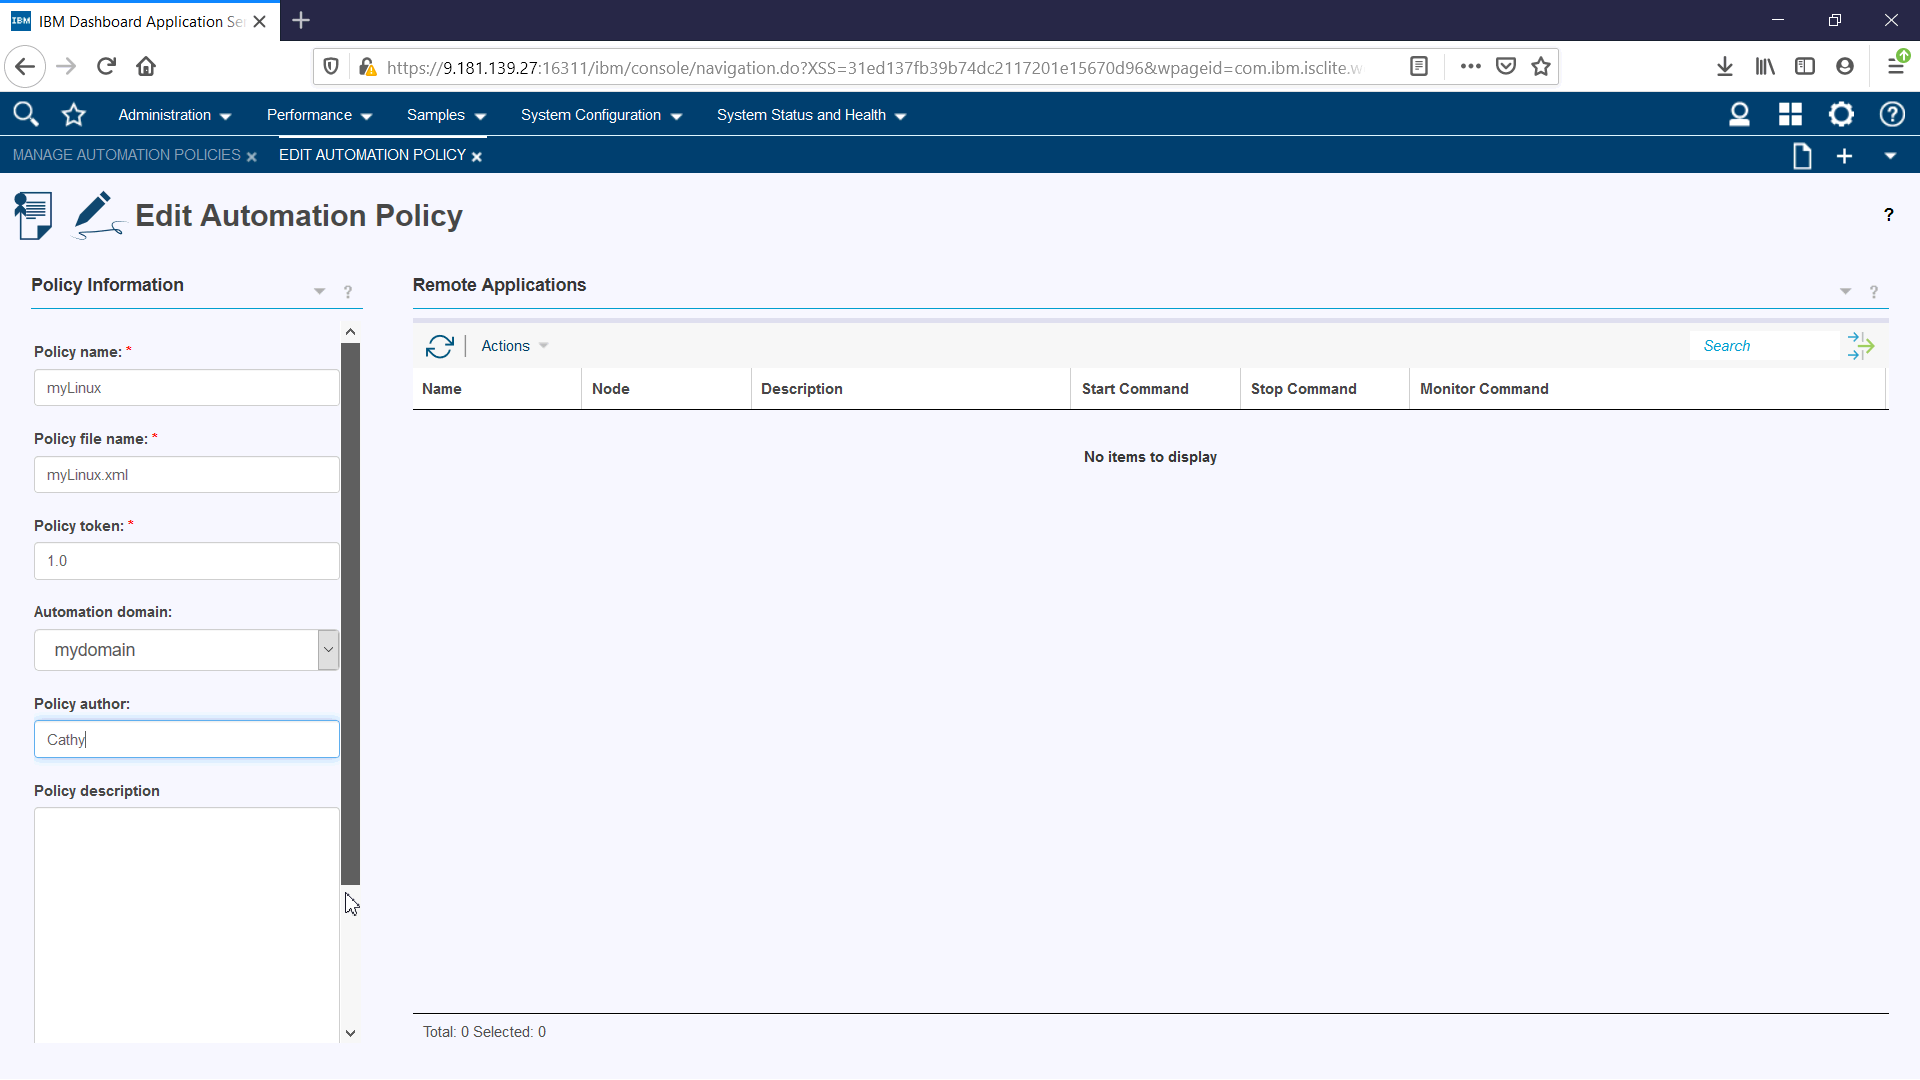 IBM Dashboard Application Se
https://9.181.139.27:16311/ibm/console/navigation.do?XSS=31ed137fb39b74dc2117201e15670d96&wpageid=com.ibm.isclite.w
Administration Performance Samples System Configuration System Status and Health
MANAGE AUTOMATION POLICIES EDIT AUTOMATION POLICY
Edit Automation Policy
?
Policy Information
?
Policy name: *
myLinux
Policy file name: *
myLinux.xml
Policy token: *
1.0
Automation domain:
mydomain
Policy author:
Cathy
Policy description
Remote Applications
?
Actions
Search
Name Node Description Start Command Stop Command Monitor Command
No items to display
Total: 0 Selected: 0